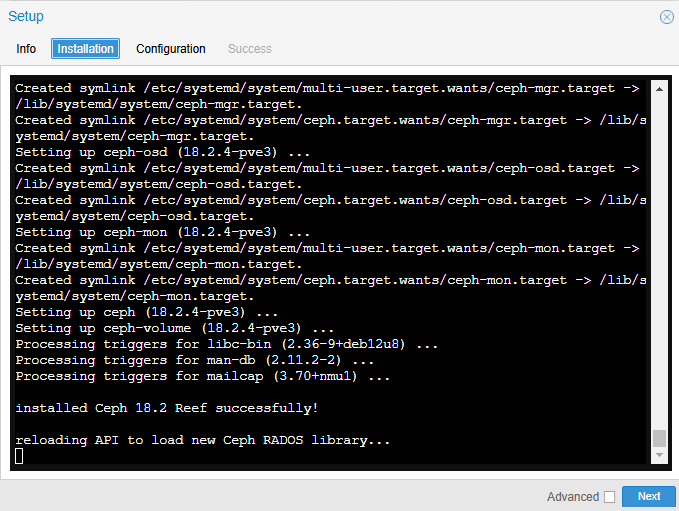 Setup
Info Installation Configuration Success
Created symlink /etc/systemd/system/multi-user.target.wants/ceph-mgr.target ->
/lib/systemd/system/ceph-mgr.target.
Created symlink /etc/systemd/system/ceph.target.wants/ceph-mgr.target -> /lib/s
ystemd/system/ceph-mgr.target.
Setting up ceph-osd (18.2.4-pve3) ...
Created symlink /etc/systemd/system/multi-user.target.wants/ceph-osd.target ->
/lib/systemd/system/ceph-osd.target.
Created symlink /etc/systemd/system/ceph.target.wants/ceph-osd.target -> /lib/s
ystemd/system/ceph-osd.target.
Setting up ceph-mon (18.2.4-pve3) ...
Created symlink /etc/systemd/system/multi-user.target.wants/ceph-mon.target ->
/lib/systemd/system/ceph-mon.target.
Created symlink /etc/systemd/system/ceph.target.wants/ceph-mon.target -> /lib/s
ystemd/system/ceph-mon.target.
Setting up ceph (18.2.4-pve3) ...
Setting up ceph-volume (18.2.4-pve3) ...
Processing triggers for libc-bin (2.36-9+deb12u8) ...
Processing triggers for man-db (2.11.2-2) ...
Processing triggers for mailcap (3.70+nmu1) ...
installed Ceph 18.2 Reef successfully!
reloading API to load new Ceph RADOS library...
Advanced Next